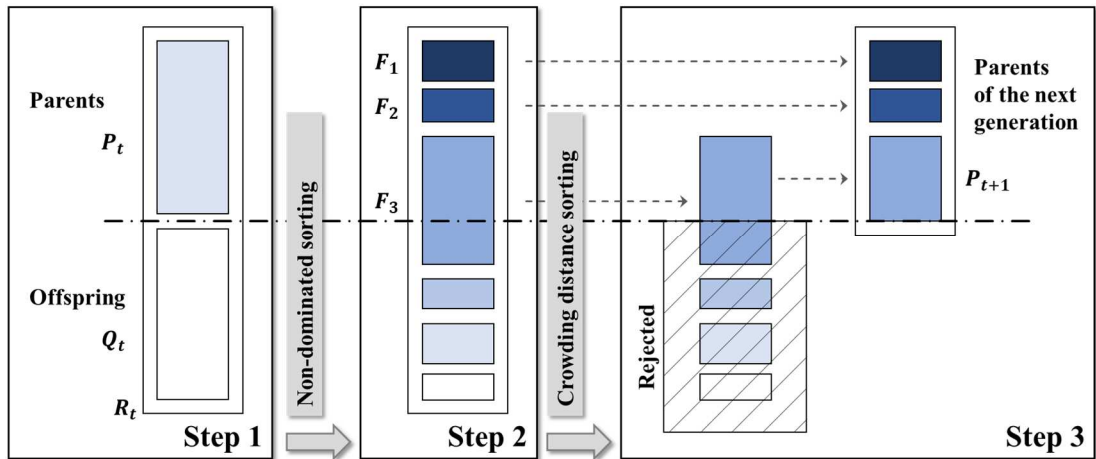 Parents
P_t
Offspring
Q_t
R_t
Step 1
Non-dominated sorting
F_1
F_2
F_3
Step 2
Crowding distance sorting
Rejected
Parents
of the next
generation
P_{t+1}
Step 3